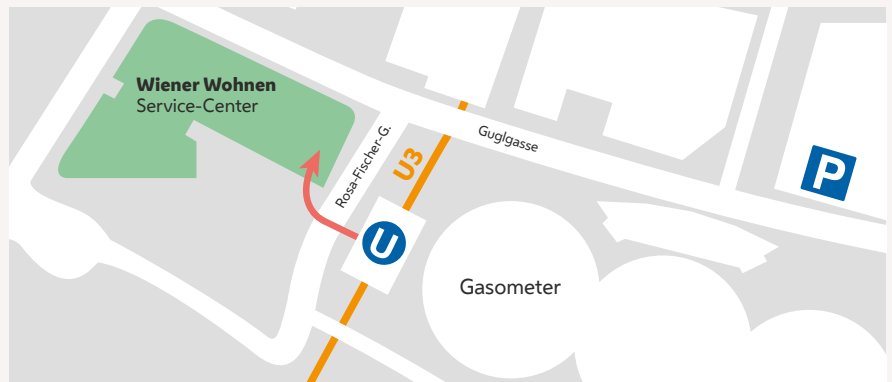 Wiener Wohnen
Service-Center
Rosa-Fischer-G.
U3
Guglgasse
P
U
Gasometer